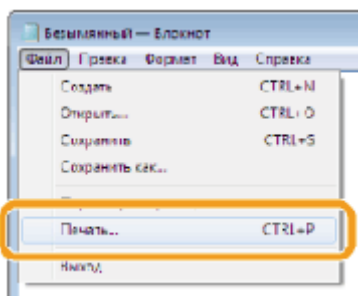 Безымянный — Блокнот
Файл Правка Формат Вид Справка
Создать CTRL+N
Открыть... CTRL+O
Сохранить CTRL+S
Сохранить как...
Печать... CTRL+P
Выход